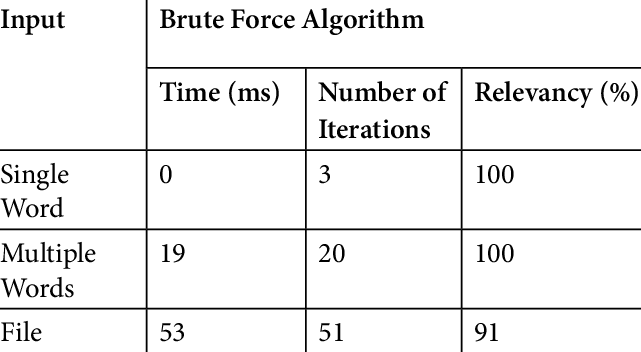 Input Brute Force Algorithm
Time (ms) Number of Relevancy (%)
Iterations
Single 0 3 100
Word
Multiple 19 20 100
Words
File 53 51 91